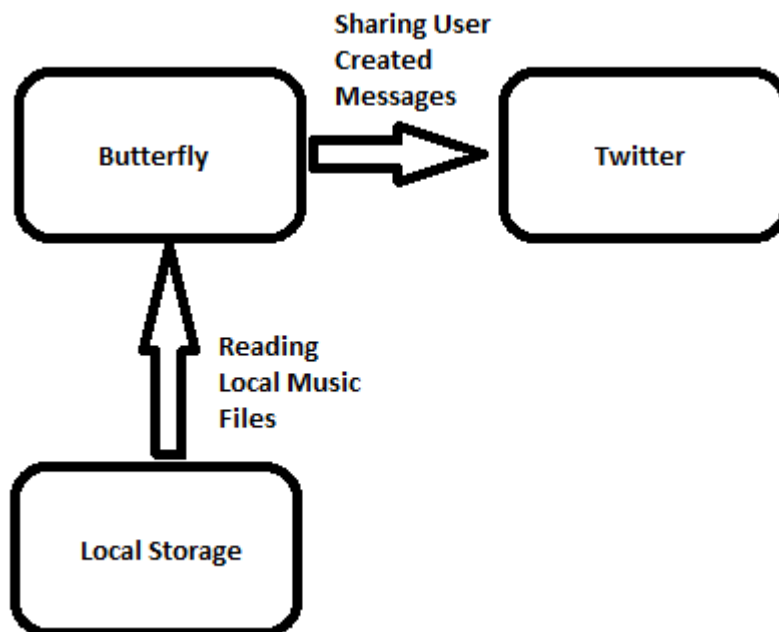 Sharing User
Created
Messages
Butterfly
Twitter
Reading
Local Music
Files
Local Storage